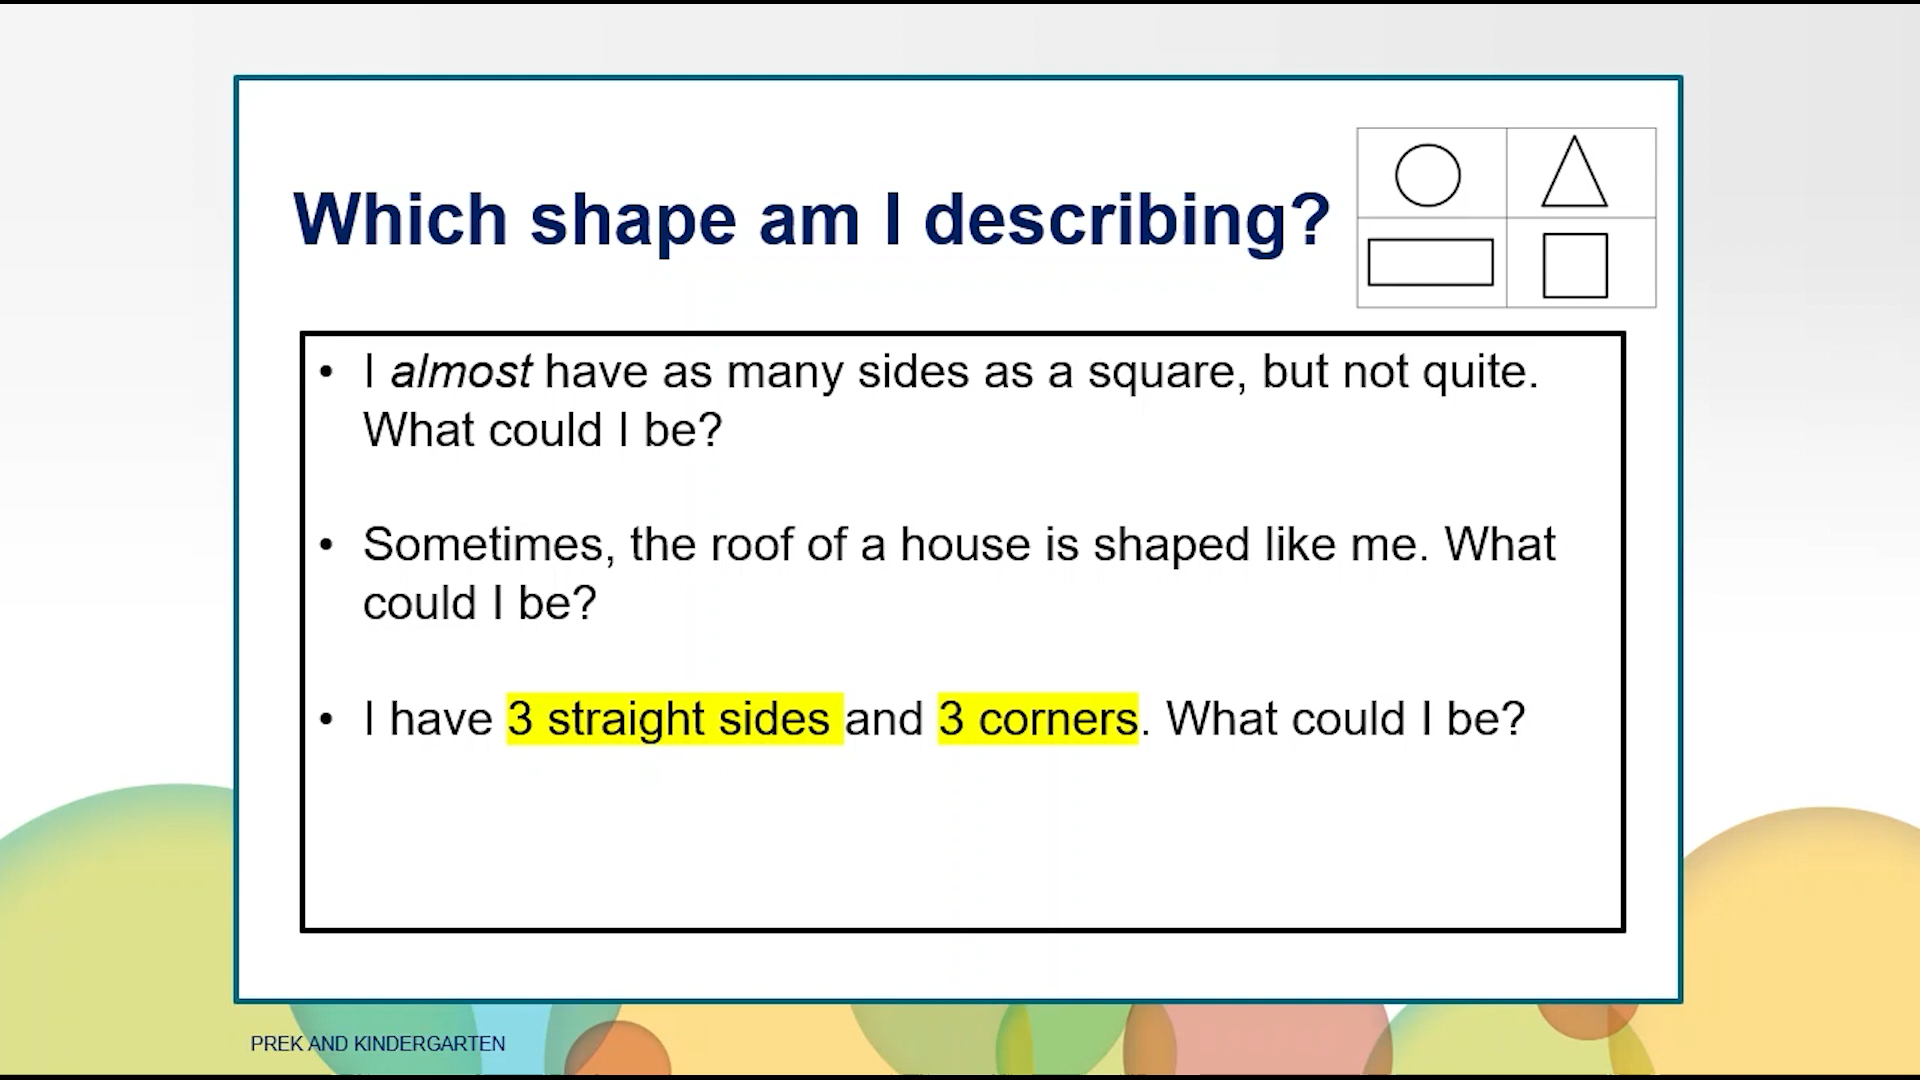 Which shape am I describing?
• I almost have as many sides as a square, but not quite.
What could I be?
• Sometimes, the roof of a house is shaped like me. What
could I be?
• I have 3 straight sides and 3 corners. What could I be?
PREK AND KINDERGARTEN